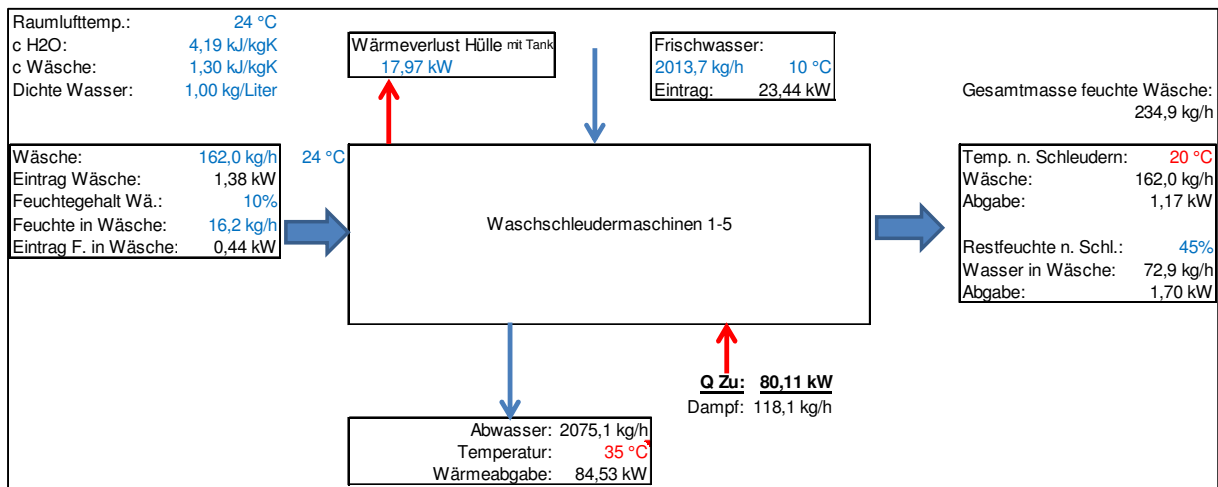 Raumlufttemp.: 24 °C
c H2O: 4,19 kJ/kgK
c Wäsche: 1,30 kJ/kgK
Dichte Wasser: 1,00 kg/Liter
Wärmeverlust Hülle mit Tank
17,97 kW
Frischwasser:
2013,7 kg/h 10 °C
Eintrag: 23,44 kW
Gesamtmasse feuchte Wäsche:
234,9 kg/h
Wäsche: 162,0 kg/h 24 °C
Eintrag Wäsche: 1,38 kW
Feuchtegehalt Wä.: 10%
Feuchte in Wäsche: 16,2 kg/h
Eintrag F. in Wäsche: 0,44 kW
Waschschleudermaschinen 1-5
Temp. n. Schleudern: 20 °C
Wäsche: 162,0 kg/h
Abgabe: 1,17 kW
Restfeuchte n. Schl.: 45%
Wasser in Wäsche: 72,9 kg/h
Abgabe: 1,70 kW
Q Zu: 80,11 kW
Dampf: 118,1 kg/h
Abwasser: 2075,1 kg/h
Temperatur: 35 °C
Wärmeabgabe: 84,53 kW